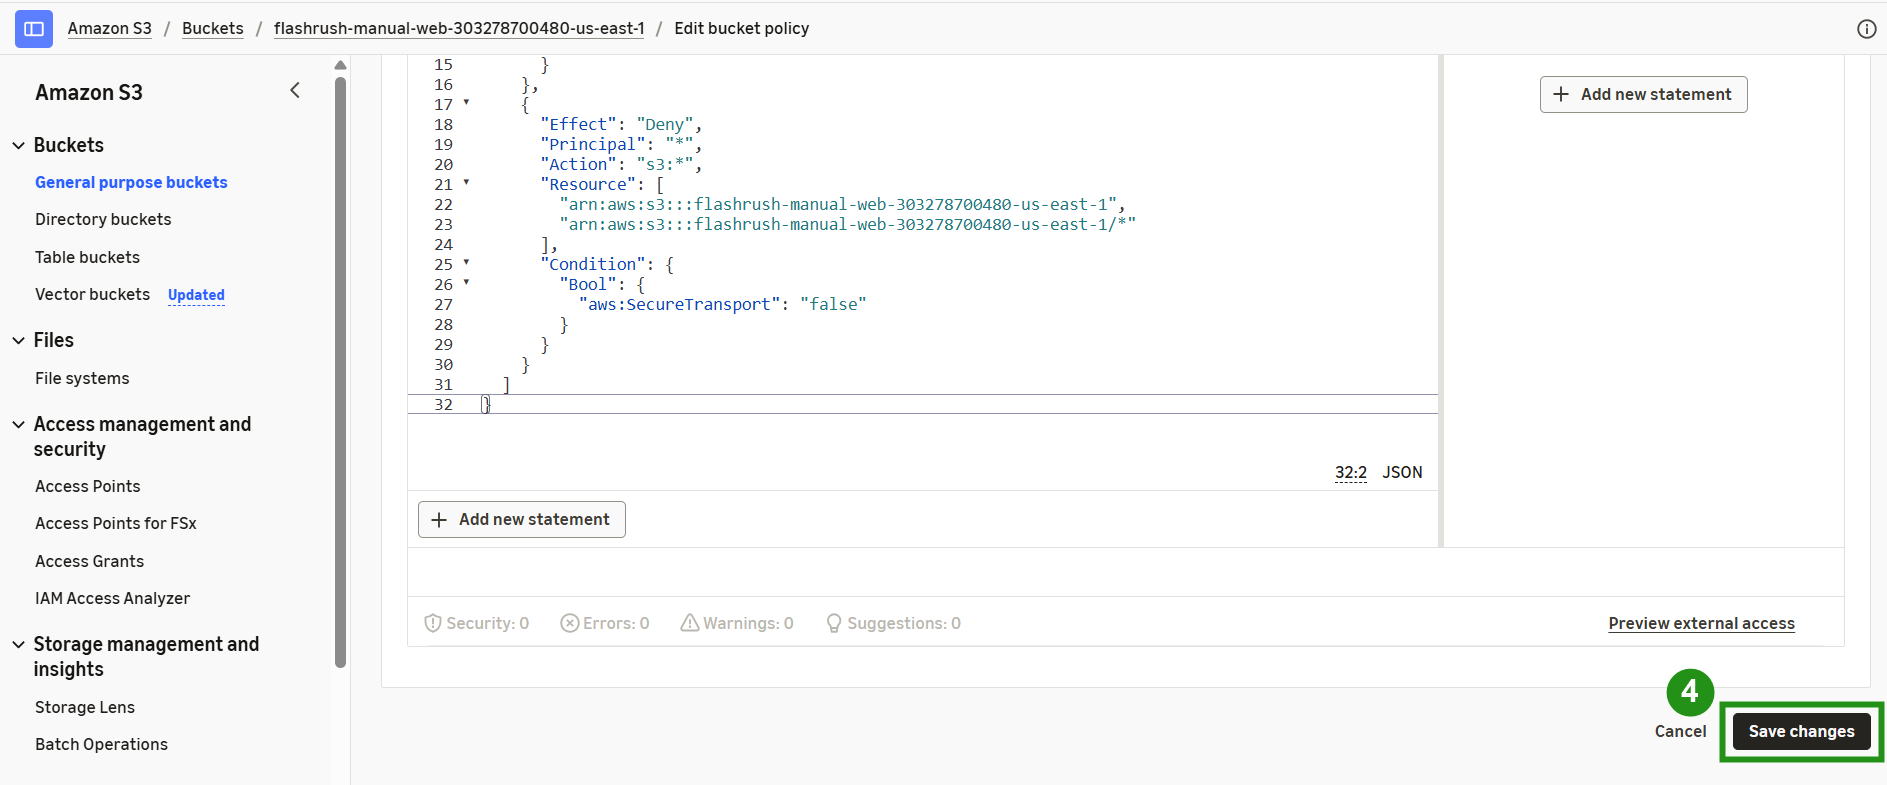 Amazon S3 / Buckets / flashrush-manual-web-303278700480-us-east-1 / Edit bucket policy
Amazon S3
Buckets
General purpose buckets
Directory buckets
Table buckets
Vector buckets Updated
Files
File systems
Access management and
security
Access Points
Access Points for FSx
Access Grants
IAM Access Analyzer
Storage management and
insights
Storage Lens
Batch Operations
15 }
16 },
17 {
18 "Effect": "Deny",
19 "Principal": "*",
20 "Action": "s3:*",
21 "Resource": [
22 "arn:aws:s3:::flashrush-manual-web-303278700480-us-east-1",
23 "arn:aws:s3:::flashrush-manual-web-303278700480-us-east-1/*"
24 ],
25 "Condition": {
26 "Bool": {
27 "aws:SecureTransport": "false"
28 }
29 }
30 }
31 ]
32 }
32:2 JSON
+ Add new statement
+ Add new statement
Security: 0 Errors: 0 Warnings: 0 Suggestions: 0
Preview external access
4
Cancel Save changes